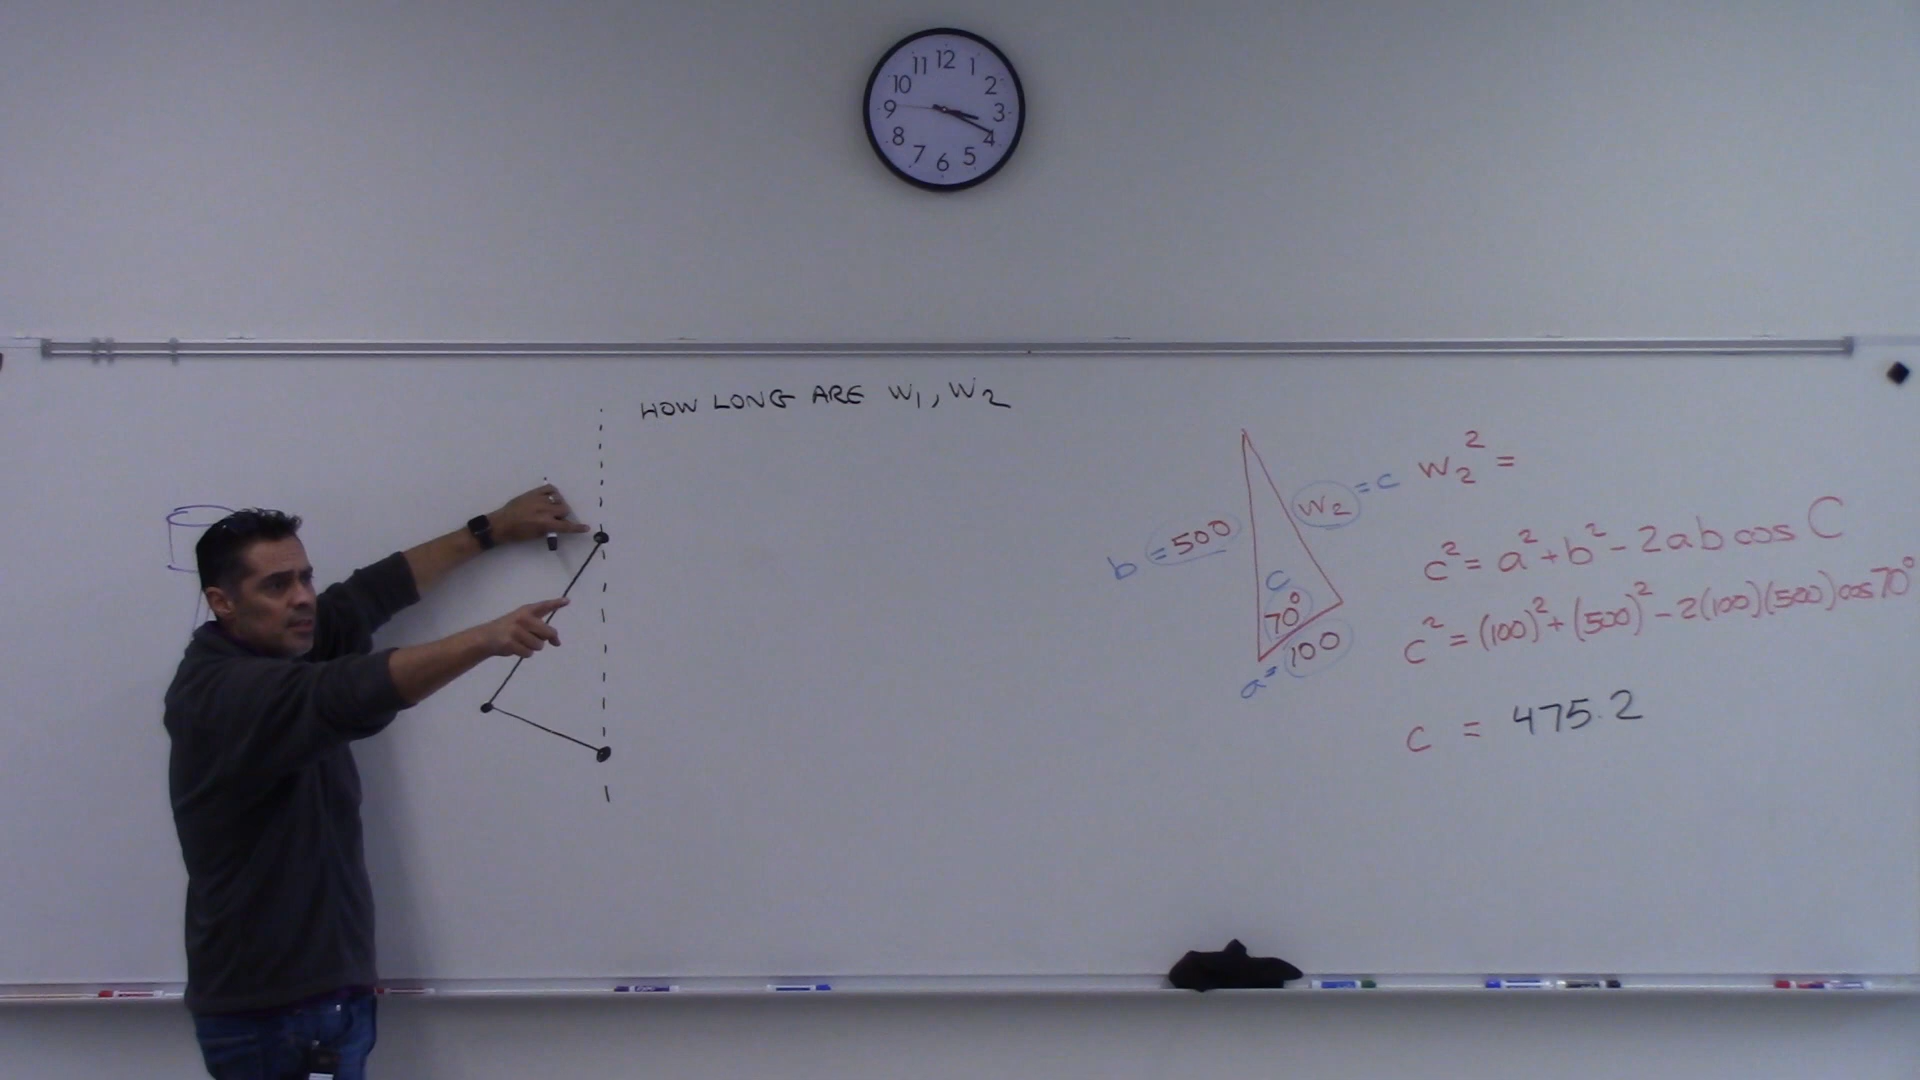 11 12 1
10 2
9 3
8 4
7 6 5
HOW LONG ARE W1, W2
W2² =
W2 = C
b = 500
C
70°
a = 100
c² = a² + b² - 2ab cos C
c² = (100)² + (500)² - 2(100)(500) cos 70°
C = 475.2